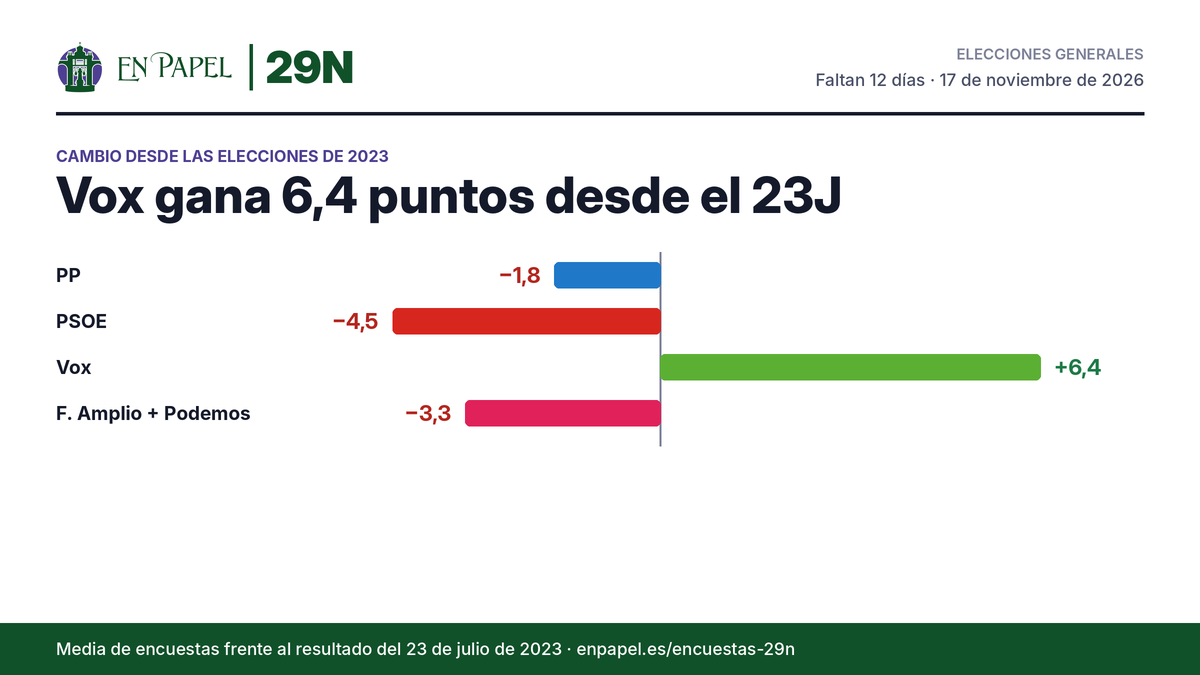 EN PAPEL | 29N
ELECCIONES GENERALES
Faltan 12 días · 17 de noviembre de 2026
CAMBIO DESDE LAS ELECCIONES DE 2023
Vox gana 6,4 puntos desde el 23J
PP −1,8
PSOE −4,5
Vox +6,4
F. Amplio + Podemos −3,3
Media de encuestas frente al resultado del 23 de julio de 2023 · enpapel.es/encuestas-29n